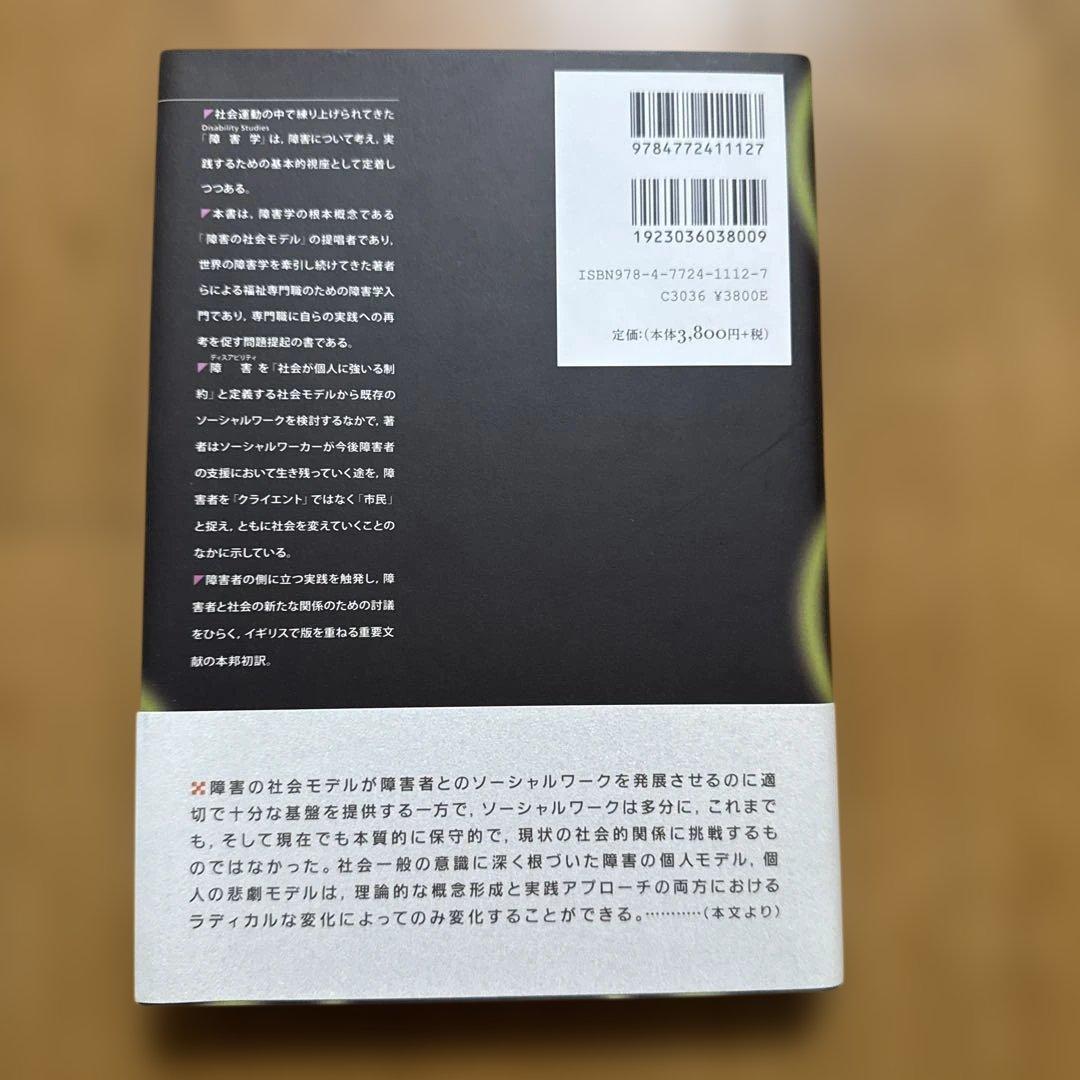 ◤社会運動の中で練り上げられてきた
Disability Studies
「障害学」は，障害について考え，実
践するための基本的視座として定着し
つつある。
◤本書は，障害学の根本概念である
「障害の社会モデル」の提唱者であり，
世界の障害学を牽引し続けてきた著者
らによる福祉専門職のための障害学入
門であり，専門職に自らの実践への再
考を促す問題提起の書である。
ディスアビリティ
◤障害を「社会が個人に強いる制
約」と定義する社会モデルから既存の
ソーシャルワークを検討するなかで，著
者はソーシャルワーカーが今後障害者
の支援において生き残っていく途を，障
害者を「クライエント」ではなく「市民」
と捉え，ともに社会を変えていくことの
なかに示している。
◤障害者の側に立つ実践を触発し，障
害者と社会の新たな関係のための討議
をひらく，イギリスで版を重ねる重要文
献の本邦初訳。
9784772411127
1923036038009
ISBN978-4-7724-1112-7
C3036 ¥3800E
定価：（本体3,800円+税）
障害の社会モデルが障害者とのソーシャルワークを発展させるのに適
切で十分な基盤を提供する一方で，ソーシャルワークは多分に，これまで
も，そして現在でも本質的に保守的で，現状の社会的関係に挑戦するも
のではなかった。社会一般の意識に深く根づいた障害の個人モデル，個
人の悲劇モデルは，理論的な概念形成と実践アプローチの両方における
ラディカルな変化によってのみ変化することができる。…………（本文より）